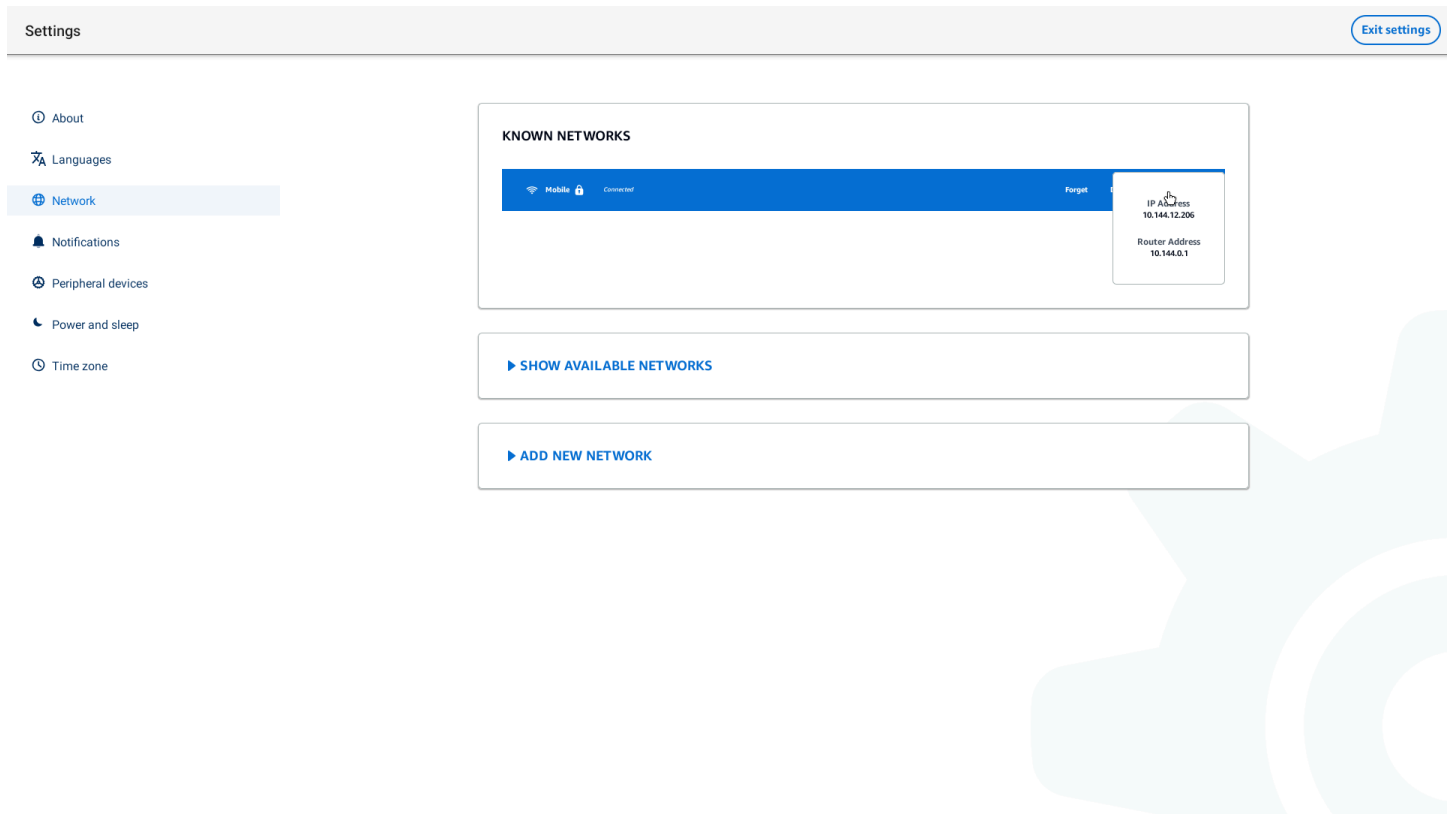 Settings
Exit settings
About
Languages
Network
Notifications
Peripheral devices
Power and sleep
Time zone
KNOWN NETWORKS
Mobile Connected Forget
IP Address
10.144.12.206
Router Address
10.144.0.1
SHOW AVAILABLE NETWORKS
ADD NEW NETWORK